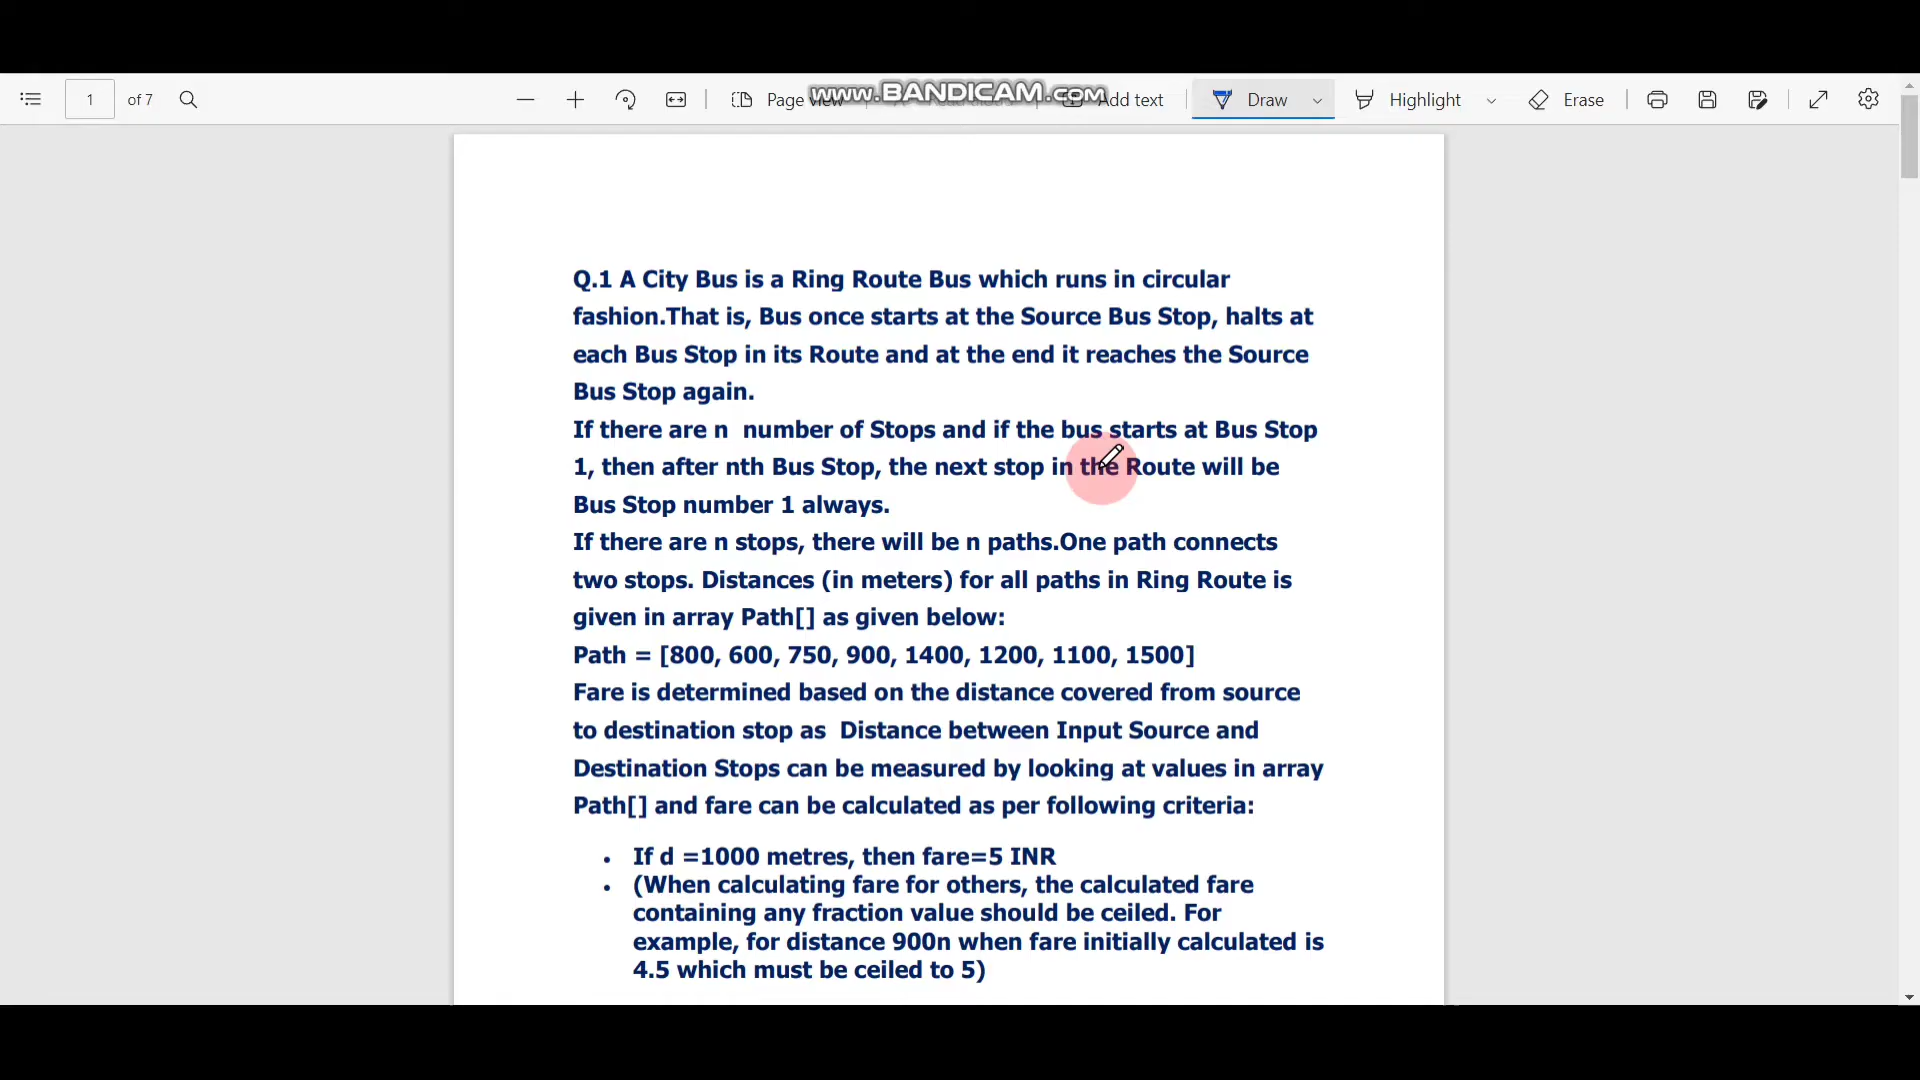 1 of 7 Page view Add text Draw Highlight Erase
www.BANDICAM.com
Q.1 A City Bus is a Ring Route Bus which runs in circular
fashion.That is, Bus once starts at the Source Bus Stop, halts at
each Bus Stop in its Route and at the end it reaches the Source
Bus Stop again.
If there are n number of Stops and if the bus starts at Bus Stop
1, then after nth Bus Stop, the next stop in the Route will be
Bus Stop number 1 always.
If there are n stops, there will be n paths.One path connects
two stops. Distances (in meters) for all paths in Ring Route is
given in array Path[] as given below:
Path = [800, 600, 750, 900, 1400, 1200, 1100, 1500]
Fare is determined based on the distance covered from source
to destination stop as Distance between Input Source and
Destination Stops can be measured by looking at values in array
Path[] and fare can be calculated as per following criteria:
• If d =1000 metres, then fare=5 INR
• (When calculating fare for others, the calculated fare
containing any fraction value should be ceiled. For
example, for distance 900n when fare initially calculated is
4.5 which must be ceiled to 5)